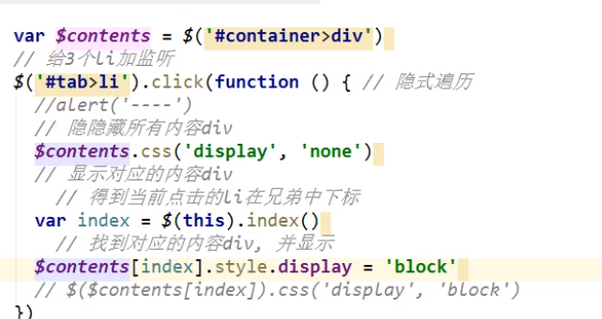 var $contents = $('#container>div')
// 给3个li加监听
$('#tab>li').click(function () { // 隐式遍历
//alert('----')
// 隐隐藏所有内容div
$contents.css('display', 'none')
// 显示对应的内容div
// 得到当前点击的li在兄弟中下标
var index = $(this).index()
// 找到对应的内容div, 并显示
$contents[index].style.display = 'block'
// $($contents[index]).css('display', 'block')
})